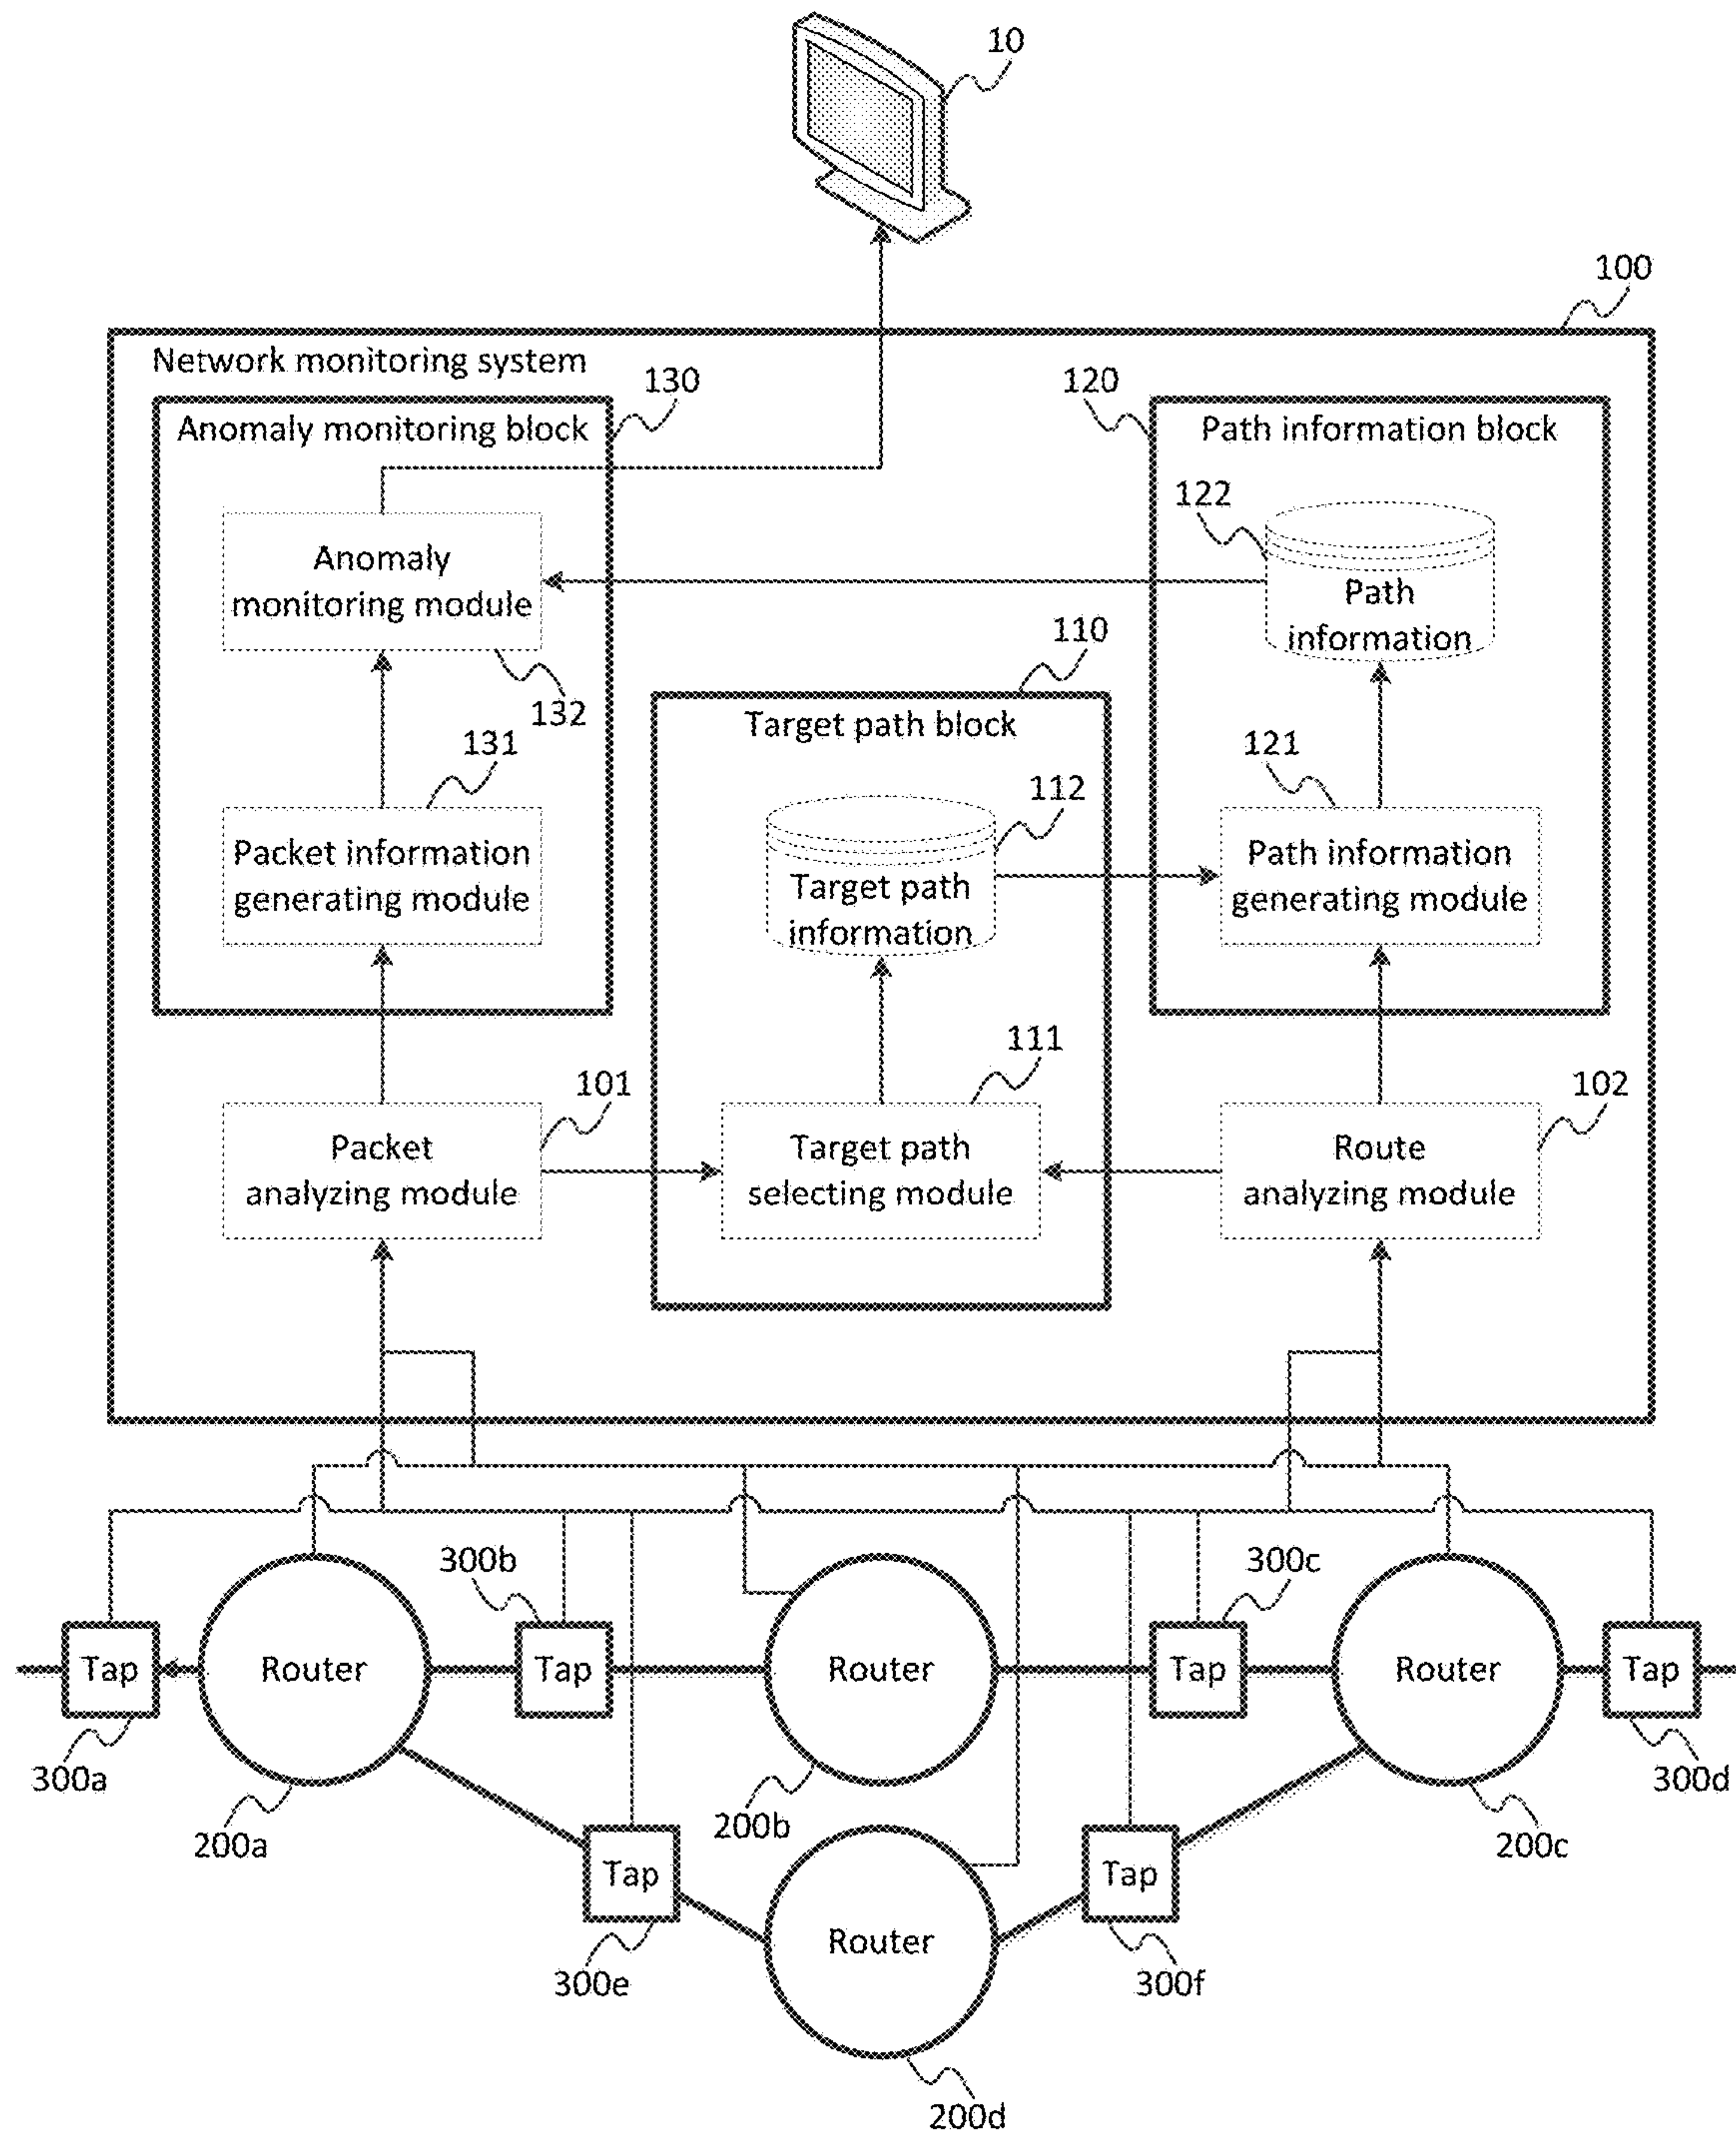 10
100
Network monitoring system
130
120
Anomaly monitoring block
Path information block
122
Anomaly
monitoring module
Path
information
110
132
Target path block
131
121
112
Packet information
generating module
Target path
information
Path information
generating module
111
101
102
Packet
analyzing module
Target path
selecting module
Route
analyzing module
300b
300c
Tap
Router
Tap
Router
Tap
Router
Tap
300a
300d
200a
200b
200c
Tap
Tap
Router
300e
300f
200d